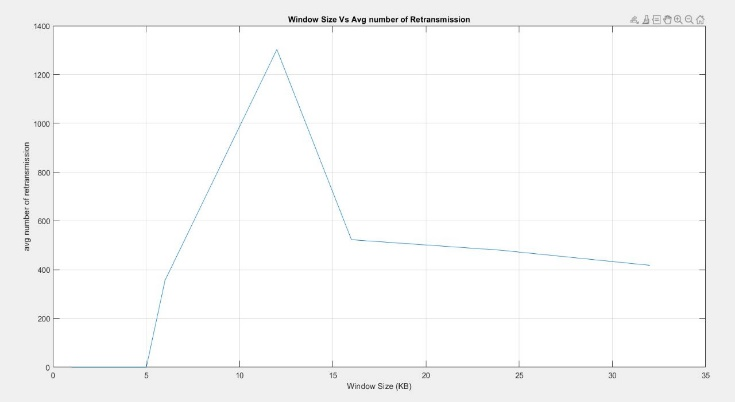 Window Size Vs Avg number of Retransmission
1400
1200
1000
800
600
400
200
0
avg number of retransmission
0 5 10 15 20 25 30 35
Window Size (KB)